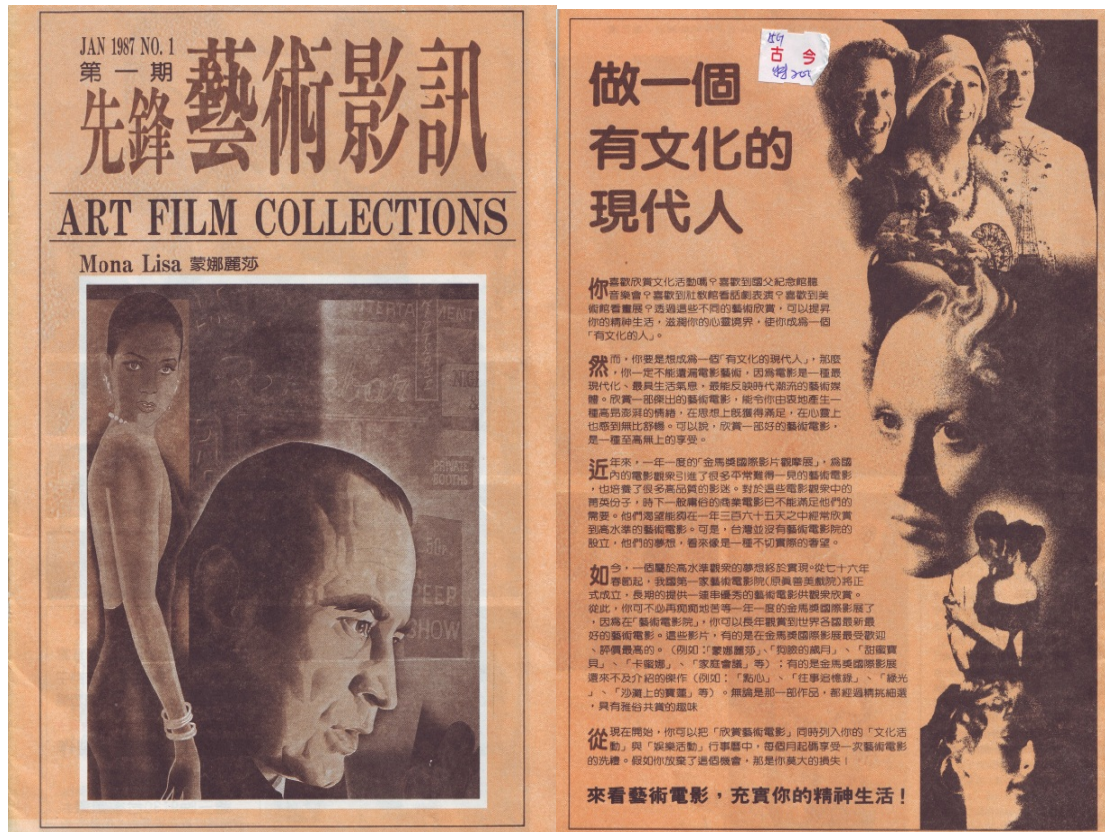 JAN 1987 NO. 1
第一期
先鋒藝術影訊
ART FILM COLLECTIONS
Mona Lisa 蒙娜麗莎
PRIVATE
BOOTHS
PEEP
SHOW
古今
做一個
有文化的
現代人
你喜歡欣賞文化活動嗎？喜歡到國父紀念館聽
音樂會？喜歡到社教館看話劇表演？喜歡到美
術館看畫展？透過這些不同的藝術欣賞，可以提昇
你的精神生活，滋潤你的心靈境界，使你成為一個
「有文化的人」。
然而，你要是想成為一個「有文化的現代人」，那麼
，你一定不能遺漏電影藝術，因為電影是一種最
現代化、最具生活氣息，最能反映時代潮流的藝術媒
體。欣賞一部傑出的藝術電影，能令你由衷地產生一
種高昂澎湃的情緒，在思想上既獲得滿足，在心靈上
也感到無比舒暢。可以說，欣賞一部好的藝術電影，
是一種至高無上的享受。
近年來，一年一度的「金馬獎國際影片觀摩展」，為國
內的電影觀眾引進了很多平常難得一見的藝術電影
，也培養了很多高品質的影迷。對於這些電影觀眾中的
菁英份子，時下一般庸俗的商業電影已不能滿足他們的
需要。他們渴望能夠在一年三百六十五天之中經常欣賞
到高水準的藝術電影。可是，台灣並沒有藝術電影院的
設立，他們的夢想，看來像是一種不切實際的奢望。
如今，一個屬於高水準觀眾的夢想終於實現。從七十六年
春節起，我國第一家藝術電影院(原真善美戲院)將正
式成立，長期的提供一連串優秀的藝術電影供觀眾欣賞。
從此，你可不必再痴痴地苦等一年一度的金馬獎國際影展了
，因為在「藝術電影院」，你可以長年觀賞到世界各國最新最
好的藝術電影。這些影片，有的是在金馬獎國際影展最受歡迎
、評價最高的。（例如：「蒙娜麗莎」、「狗臉的歲月」、「甜蜜寶
貝」、「卡蜜娜」、「家庭會議」等）；有的是金馬獎國際影展
還來不及介紹的傑作（例如：「點心」、「往事追憶錄」、「綠光
」、「沙灘上的寶蓮」等）。無論是那一部作品，都經過精挑細選
，具有雅俗共賞的趣味
從現在開始，你可以把「欣賞藝術電影」同時列入你的「文化活
動」與「娛樂活動」行事曆中，每個月起碼享受一次藝術電影
的洗禮。假如你放棄了這個機會，那是你莫大的損失！
來看藝術電影，充實你的精神生活！